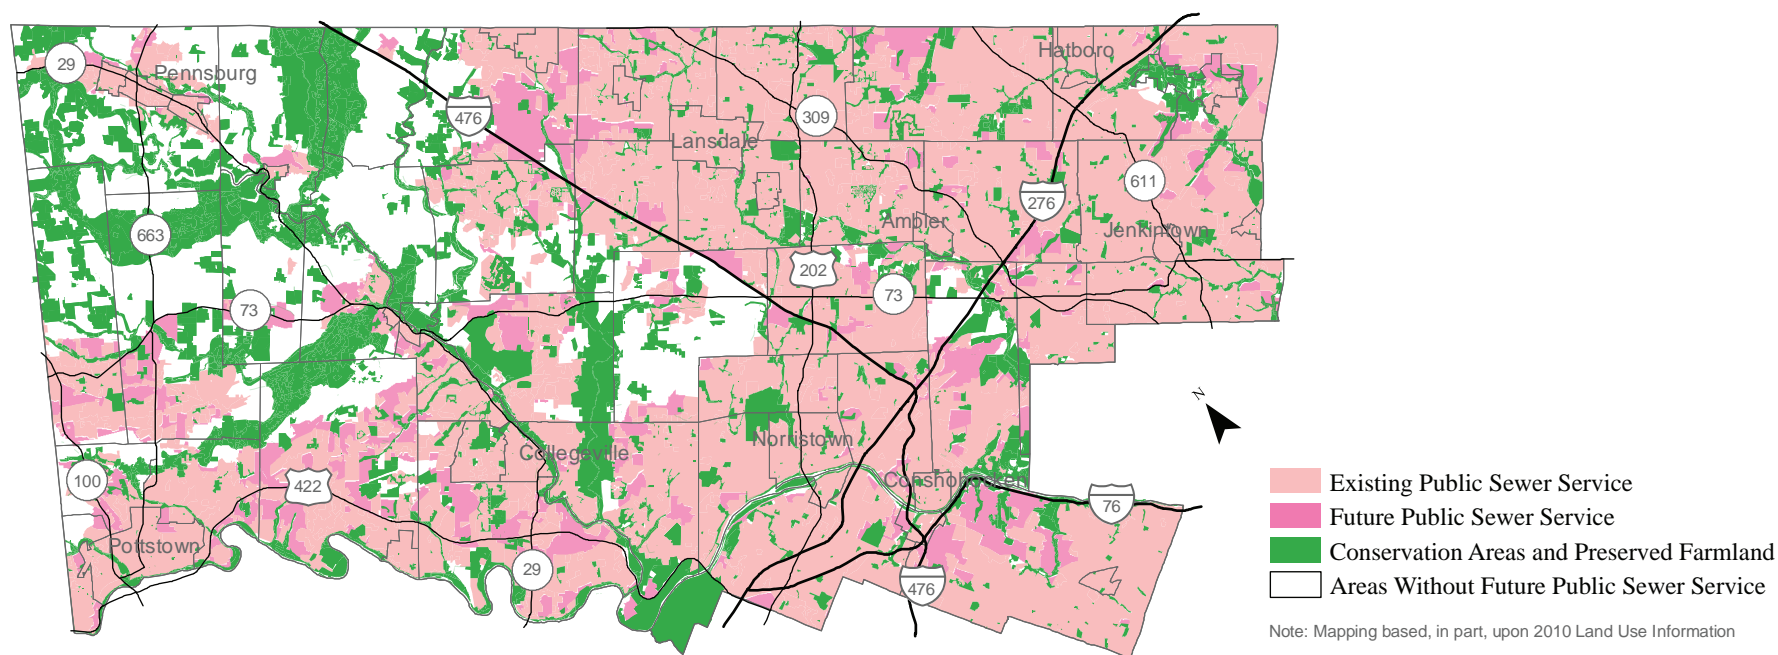 Hatboro
29
Pennsburg
476
309
Lansdale
611
276
663
Ambler
Jenkintown
202
73
73
N
Norristown
Collegeville
100
422
Conshohocken
76
Pottstown
29
476
Existing Public Sewer Service
Future Public Sewer Service
Conservation Areas and Preserved Farmland
Areas Without Future Public Sewer Service
Note: Mapping based, in part, upon 2010 Land Use Information